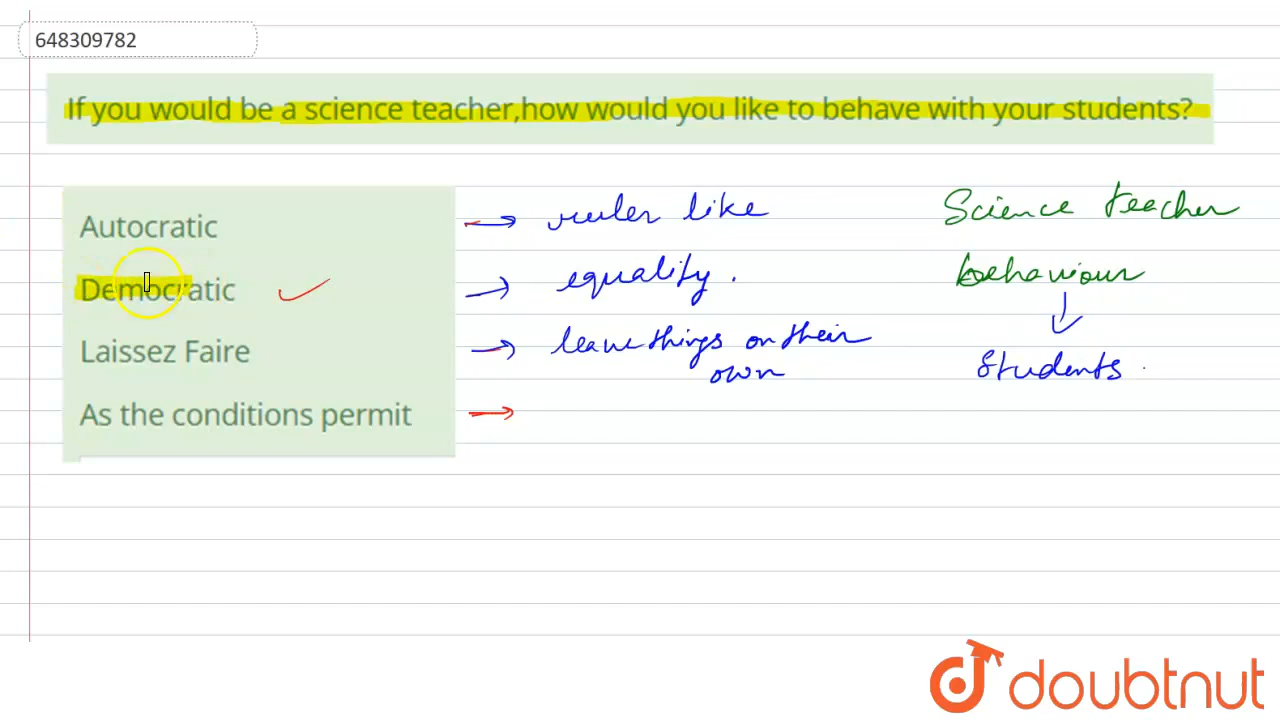 648309782
If you would be a science teacher,how would you like to behave with your students?
Autocratic → ruler like
Science teacher
Democratic ✓ → equality.
behaviour
Laissez Faire → leave things on their own
students.
As the conditions permit →
doubtnut